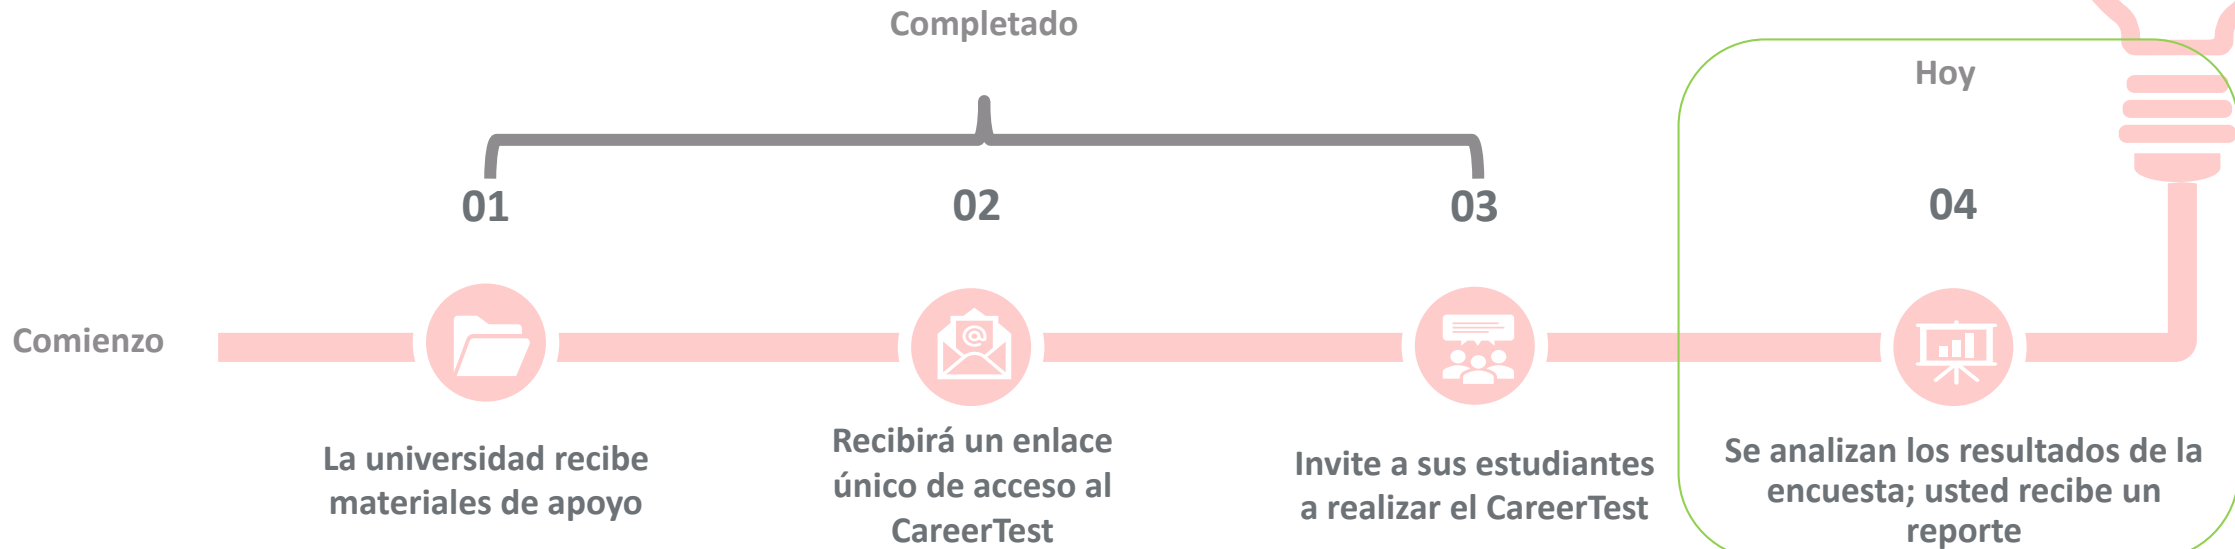 Completado
Hoy
01
02
03
04
Comienzo
La universidad recibe
materiales de apoyo
Recibirá un enlace
único de acceso al
CareerTest
Invite a sus estudiantes
a realizar el CareerTest
Se analizan los resultados de la
encuesta; usted recibe un
reporte